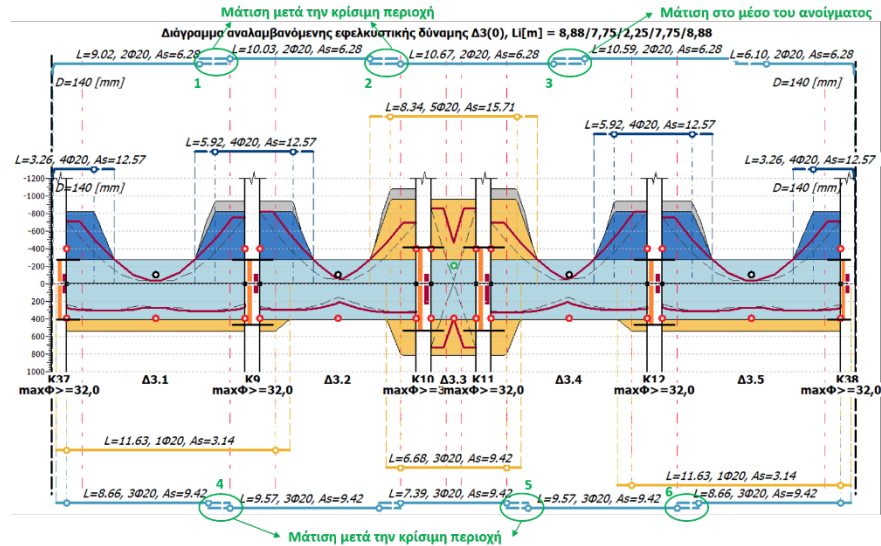 Μάτιση μετά την κρίσιμη περιοχή
Μάτιση στο μέσο του ανοίγματος
Διάγραμμα αναλαμβανόμενης εφελκυστικής δύναμης Δ3(0), Li[m] = 8,88/7,75/2,25/7,75/8,88
L=9.02, 2Φ20, As=6.28
L=10.03, 2Φ20, As=6.28
L=10.67, 2Φ20, As=6.28
L=10.59, 2Φ20, As=6.28
L=6.10, 2Φ20, As=6.28
D=140 [mm]
1
2
3
D=140 [mm]
L=8.34, 5Φ20, As=15.71
L=5.92, 4Φ20, As=12.57
L=5.92, 4Φ20, As=12.57
L=3.26, 4Φ20, As=12.57
L=3.26, 4Φ20, As=12.57
D=140 [mm]
D=140 [mm]
-1200
-1000
-800
-600
-400
-200
0
200
400
600
800
1000
K37
Δ3.1
K9
Δ3.2
K10
Δ3.3
K11
Δ3.4
K12
Δ3.5
K38
maxΦ>=32,0
maxΦ>=32,0
maxΦ>=3
maxΦ>=32,0
maxΦ>=32,0
maxΦ>=32,0
L=11.63, 1Φ20, As=3.14
L=6.68, 3Φ20, As=9.42
L=11.63, 1Φ20, As=3.14
L=8.66, 3Φ20, As=9.42
4
L=9.57, 3Φ20, As=9.42
L=7.39, 3Φ20, As=9.42
5
L=9.57, 3Φ20, As=9.42
6
L=8.66, 3Φ20, As=9.42
Μάτιση μετά την κρίσιμη περιοχή